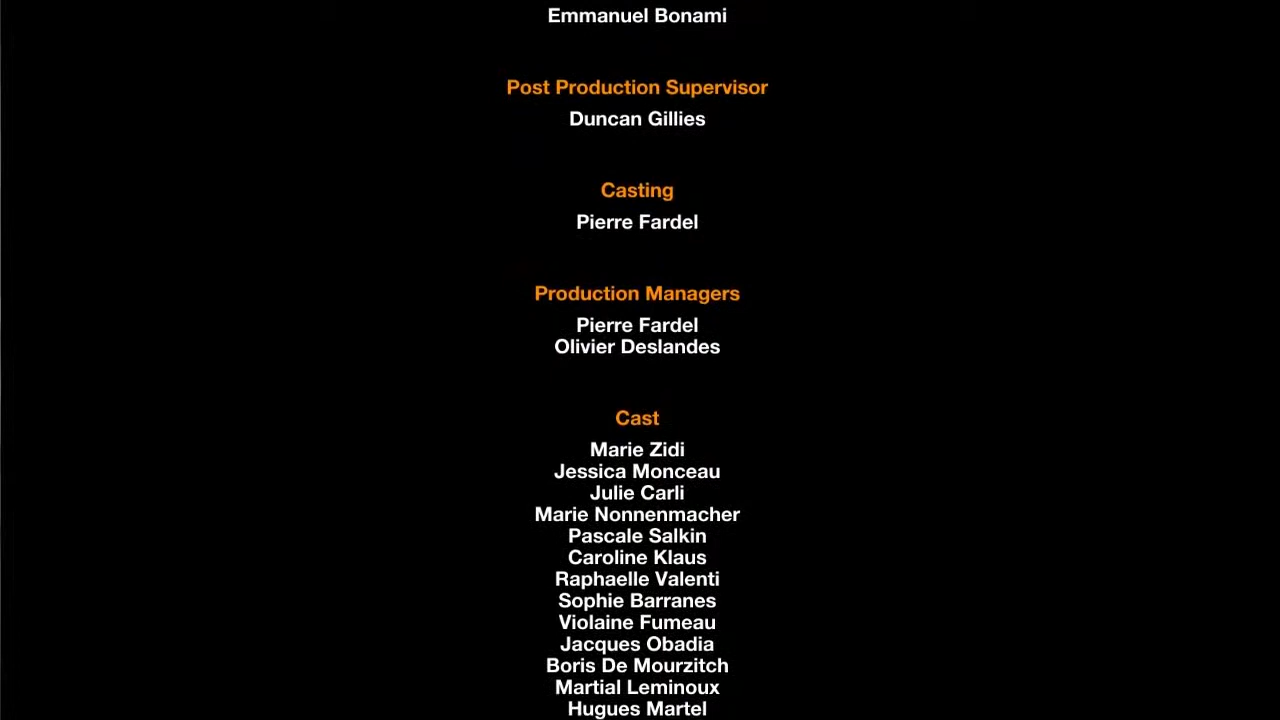 Emmanuel Bonami
Post Production Supervisor
Duncan Gillies
Casting
Pierre Fardel
Production Managers
Pierre Fardel
Olivier Deslandes
Cast
Marie Zidi
Jessica Monceau
Julie Carli
Marie Nonnenmacher
Pascale Salkin
Caroline Klaus
Raphaelle Valenti
Sophie Barranes
Violaine Fumeau
Jacques Obadia
Boris De Mourzitch
Martial Leminoux
Hugues Martel